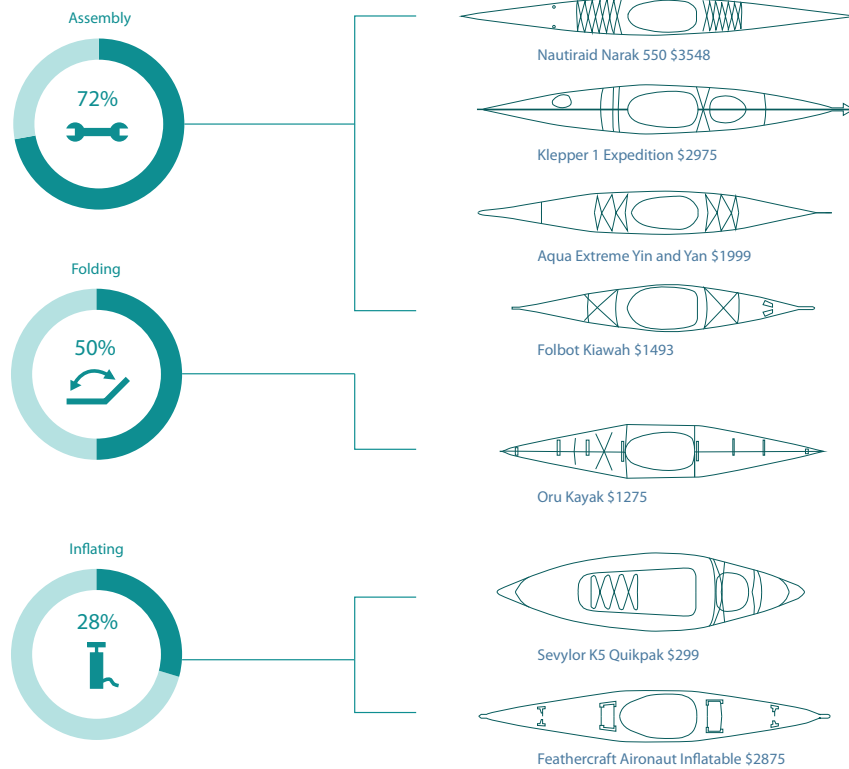 Assembly
72%
Nautiraid Narak 550 $3548
Klepper 1 Expedition $2975
Aqua Extreme Yin and Yan $1999
Folbot Kiawah $1493
Folding
50%
Oru Kayak $1275
Inflating
28%
Sevylor K5 Quikpak $299
Feathercraft Aironaut Inflatable $2875